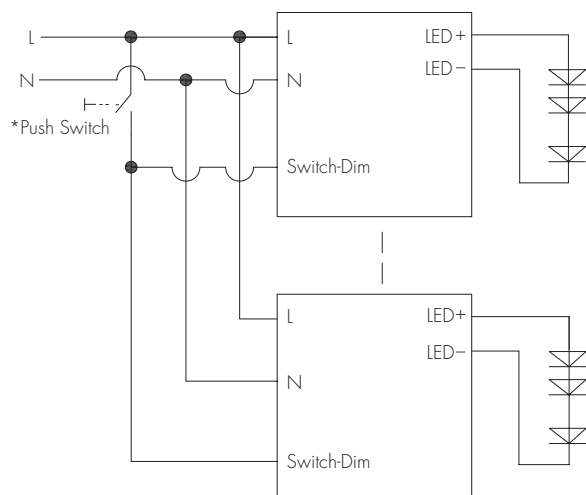 L
N
*Push Switch
L
N
Switch-Dim
LED+
LED−
L
N
Switch-Dim
LED+
LED−